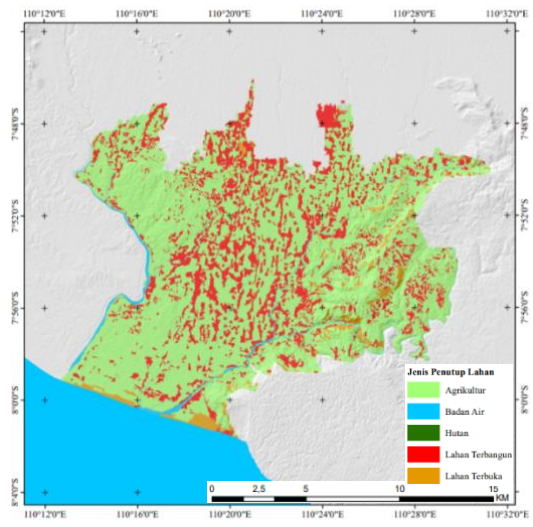 110°12'0"E 110°16'0"E 110°20'0"E 110°24'0"E 110°28'0"E 110°32'0"E
7°48'0"S 7°48'0"S
7°52'0"S 7°52'0"S
7°56'0"S 7°56'0"S
Jenis Penutup Lahan
Agrikultur
8°0'0"S 8°0'0"S
Badan Air
Hutan
Lahan Terbangun
Lahan Terbuka
0 2,5 5 10 15
KM
8°4'0"S 8°4'0"S
110°12'0"E 110°16'0"E 110°20'0"E 110°24'0"E 110°28'0"E 110°32'0"E